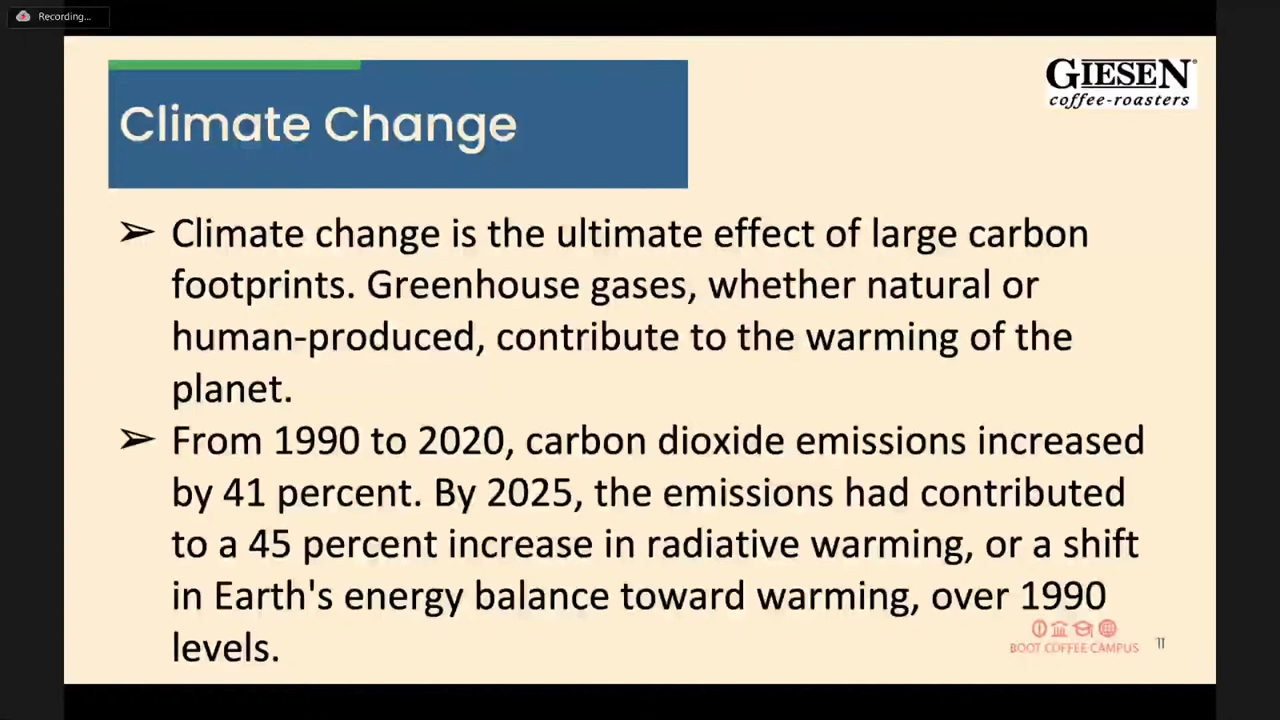 Recording...
GIESEN
coffee-roasters
Climate Change
➢ Climate change is the ultimate effect of large carbon
footprints. Greenhouse gases, whether natural or
human-produced, contribute to the warming of the
planet.
➢ From 1990 to 2020, carbon dioxide emissions increased
by 41 percent. By 2025, the emissions had contributed
to a 45 percent increase in radiative warming, or a shift
in Earth's energy balance toward warming, over 1990
levels.
BOOT COFFEE CAMPUS
11